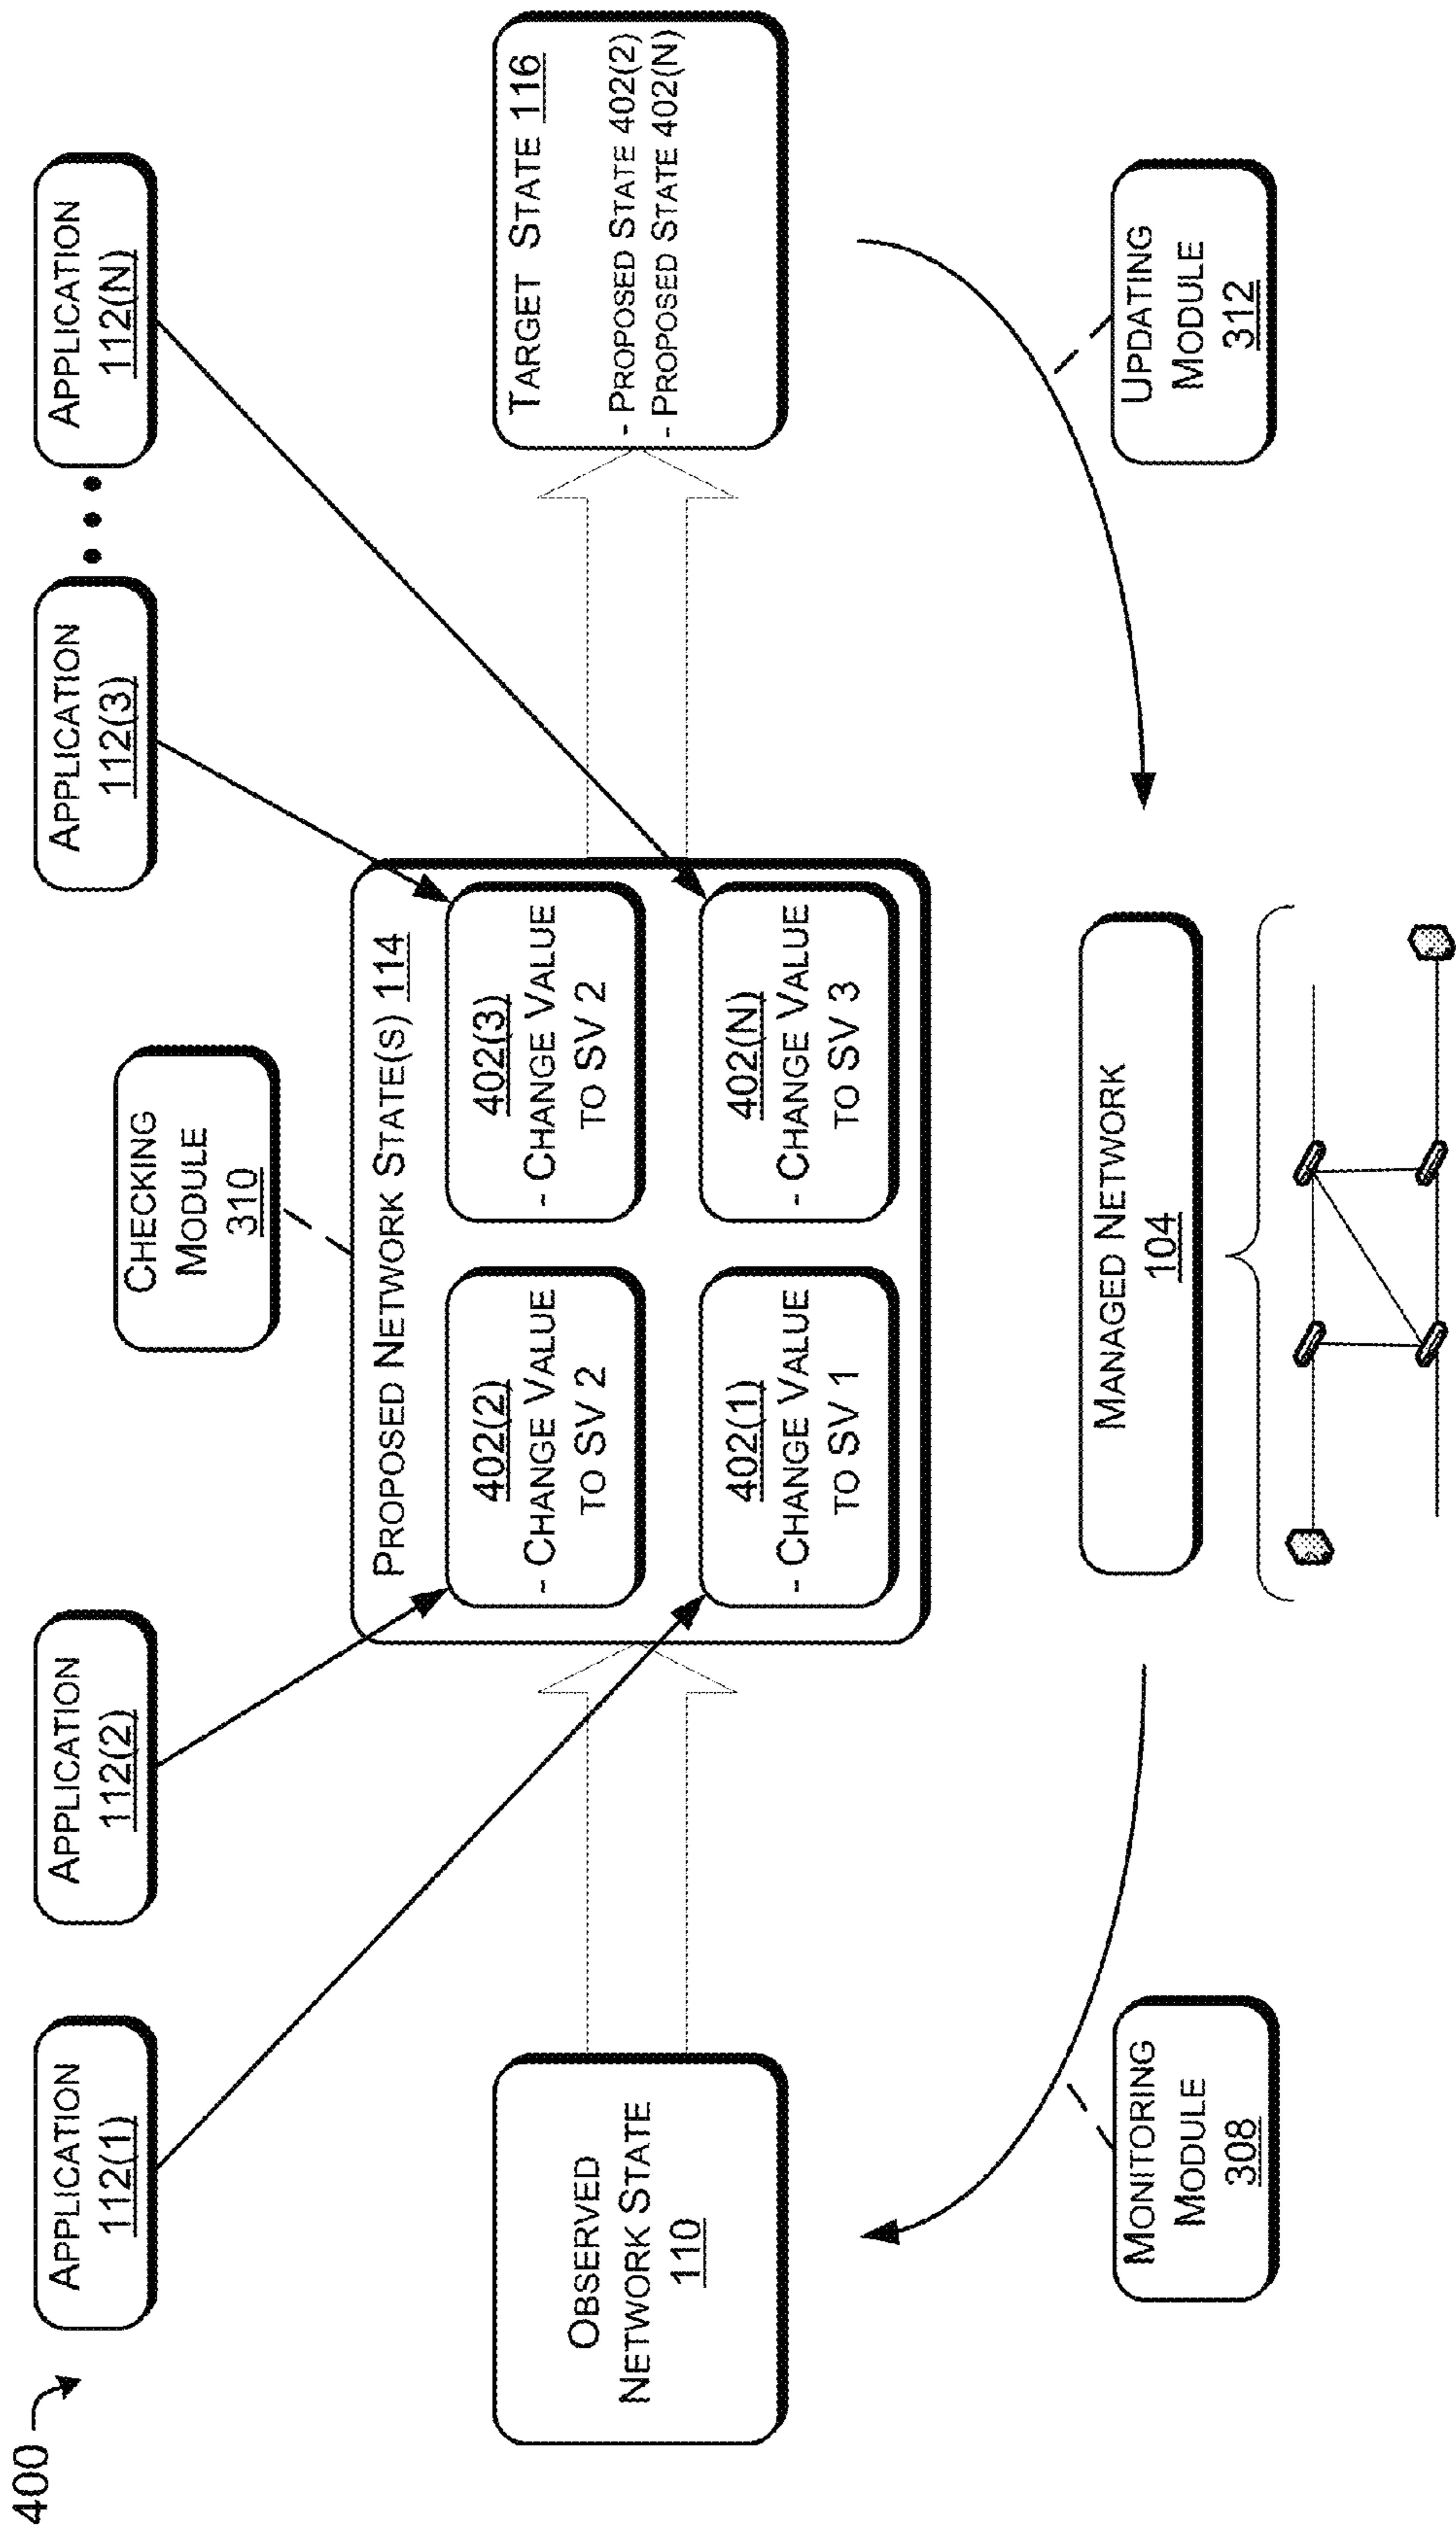 400
APPLICATION
112(1)
APPLICATION
112(2)
APPLICATION
112(3)
APPLICATION
112(N)
CHECKING
MODULE
310
OBSERVED
NETWORK STATE
110
PROPOSED NETWORK STATE(S) 114
402(2)
- CHANGE VALUE
TO SV 2
402(3)
- CHANGE VALUE
TO SV 2
402(1)
- CHANGE VALUE
TO SV 1
402(N)
- CHANGE VALUE
TO SV 3
TARGET STATE 116
- PROPOSED STATE 402(2)
- PROPOSED STATE 402(N)
MONITORING
MODULE
308
MANAGED NETWORK
104
UPDATING
MODULE
312